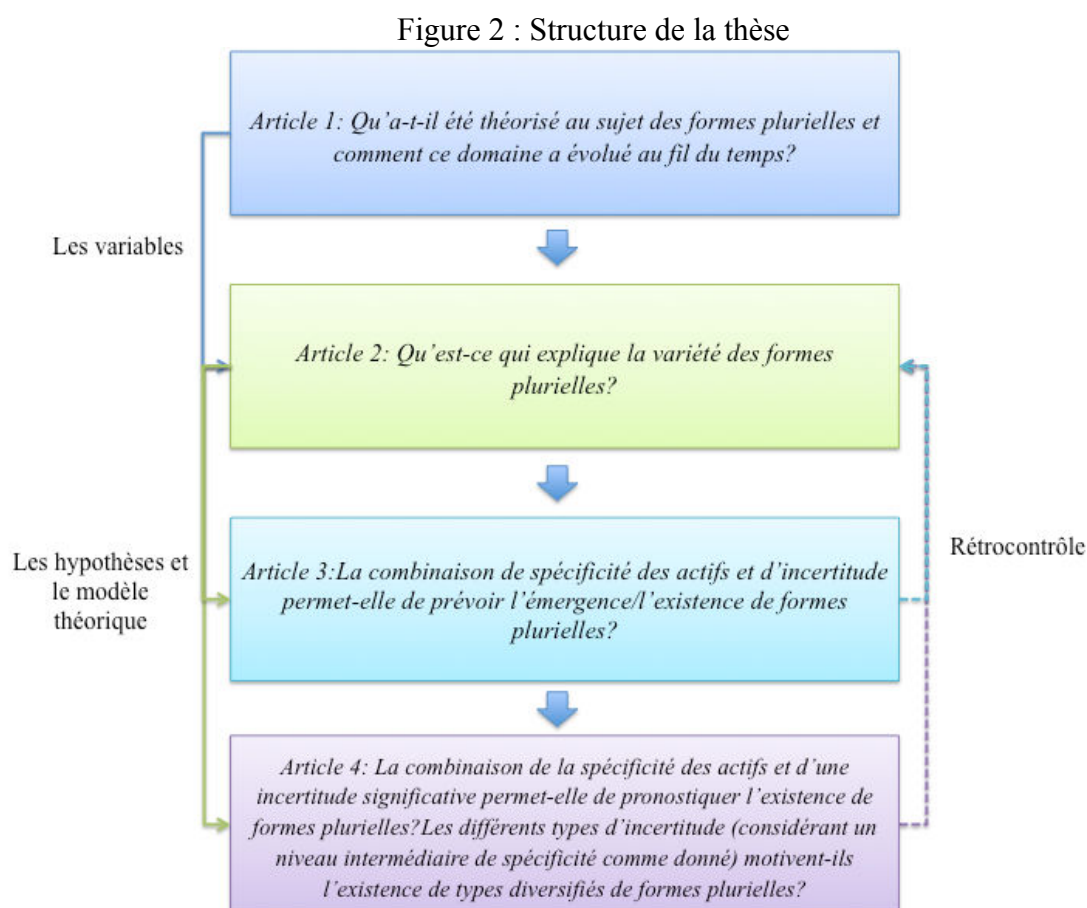 Figure 2 : Structure de la thèse
Article 1: Qu’a-t-il été théorisé au sujet des formes plurielles et
comment ce domaine a évolué au fil du temps?
Les variables
Article 2: Qu’est-ce qui explique la variété des formes
plurielles?
Les hypothèses et
le modèle
théorique
Article 3:La combinaison de spécificité des actifs et d’incertitude
permet-elle de prévoir l’émergence/l’existence de formes
plurielles?
Rétrocontrôle
Article 4: La combinaison de la spécificité des actifs et d’une
incertitude significative permet-elle de pronostiquer l’existence de
formes plurielles?Les différents types d’incertitude (considérant un
niveau intermédiaire de spécificité comme donné) motivent-ils
l’existence de types diversifiés de formes plurielles?